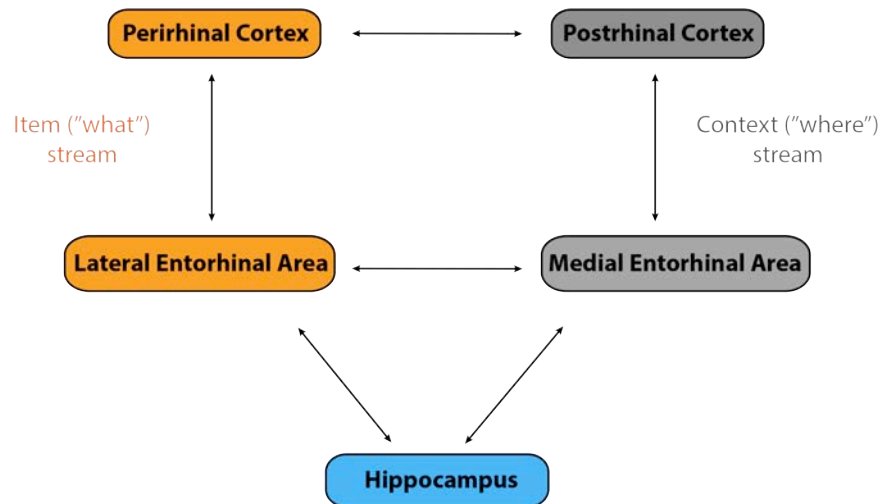 Perirhinal Cortex
Postrhinal Cortex
Item ("what")
stream
Context ("where")
stream
Lateral Entorhinal Area
Medial Entorhinal Area
Hippocampus